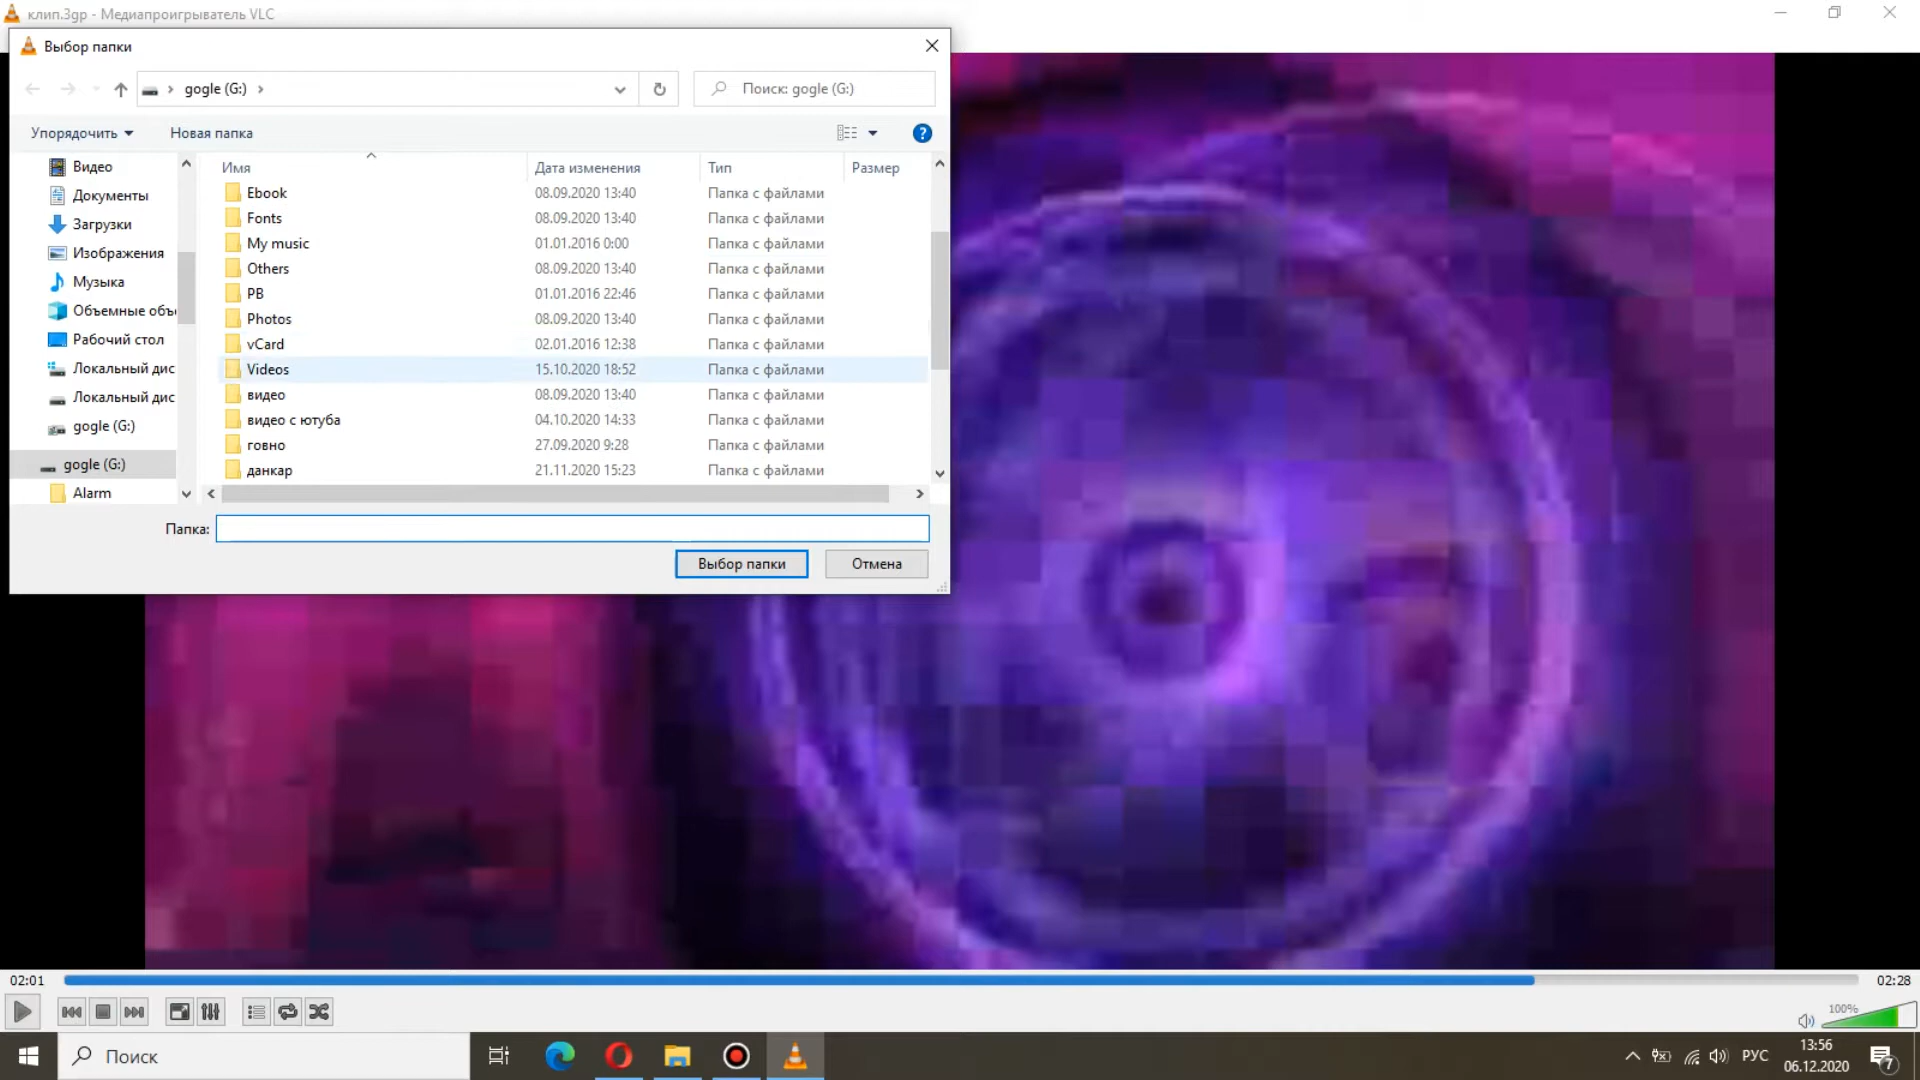 клип.3gp - Медиапроигрыватель VLC
Выбор папки
gogle (G:)
Поиск: gogle (G:)
Упорядочить
Новая папка
Имя
Дата изменения
Тип
Размер
Видео
Документы
Загрузки
Изображения
Музыка
Объемные объ
Рабочий стол
Локальный дис
Локальный дис
gogle (G:)
gogle (G:)
Alarm
Ebook 08.09.2020 13:40 Папка с файлами
Fonts 08.09.2020 13:40 Папка с файлами
My music 01.01.2016 0:00 Папка с файлами
Others 08.09.2020 13:40 Папка с файлами
PB 01.01.2016 22:46 Папка с файлами
Photos 08.09.2020 13:40 Папка с файлами
vCard 02.01.2016 12:38 Папка с файлами
Videos 15.10.2020 18:52 Папка с файлами
видео 08.09.2020 13:40 Папка с файлами
видео с ютуба 04.10.2020 14:33 Папка с файлами
говно 27.09.2020 9:28 Папка с файлами
данкар 21.11.2020 15:23 Папка с файлами
Папка:
Выбор папки
Отмена
02:01
02:28
100%
Поиск
РУС
13:56
06.12.2020
7